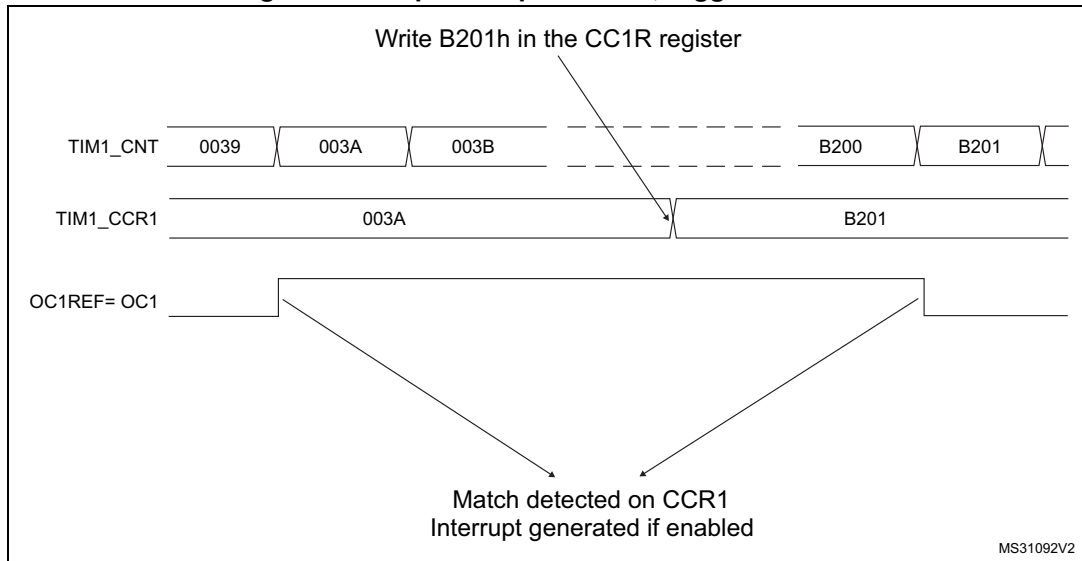 Write B201h in the CC1R register
TIM1_CNT 0039 003A 003B B200 B201
TIM1_CCR1 003A B201
OC1REF= OC1
Match detected on CCR1
Interrupt generated if enabled
MS31092V2